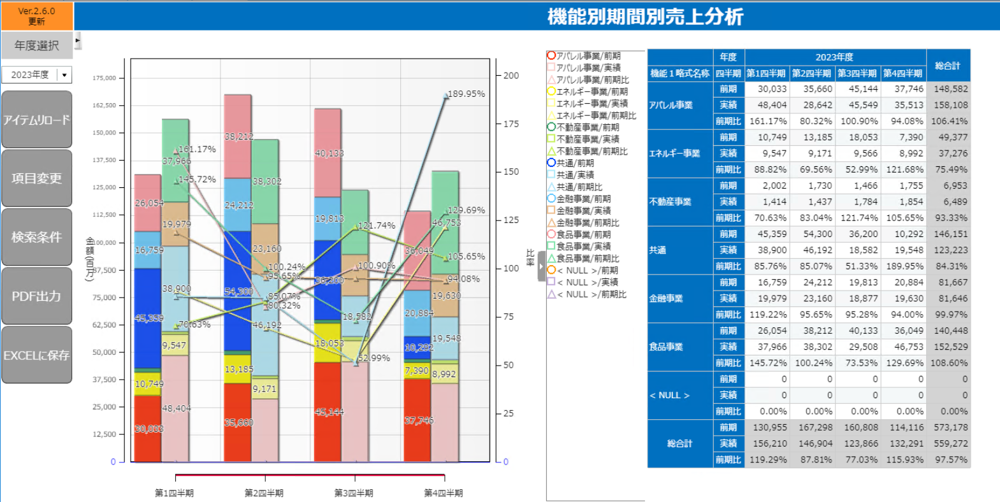 Ver.2.6.0
更新
機能別期間別売上分析
年度選択
2023年度
アイテムリロード
項目変更
検索条件
PDF出力
EXCELに保存
金額(百万)
175,000
162,500
150,000
137,500
125,000
112,500
100,000
87,500
75,000
62,500
50,000
37,500
25,000
12,500
0
30,033
10,749
45,359
16,759
26,054
48,404
9,547
38,900
19,979
37,966
161.17%
145.72%
70.63%
35,660
13,185
54,300
24,212
38,212
9,171
46,192
23,160
38,302
100.24%
95.65%
85.07%
80.32%
45,144
18,053
36,200
19,813
40,133
18,582
121.74%
100.90%
52.99%
37,746
7,390
10,292
20,884
36,049
8,992
19,548
19,630
46,753
189.95%
129.69%
105.65%
94.08%
200
175
150
125
100
75
50
25
0
比率
第1四半期
第2四半期
第3四半期
第4四半期
アパレル事業/前期
アパレル事業/実績
アパレル事業/前期比
エネルギー事業/前期
エネルギー事業/実績
エネルギー事業/前期比
不動産事業/前期
不動産事業/実績
不動産事業/前期比
共通/前期
共通/実績
共通/前期比
金融事業/前期
金融事業/実績
金融事業/前期比
食品事業/前期
食品事業/実績
食品事業/前期比
< NULL >/前期
< NULL >/実績
< NULL >/前期比
年度 2023年度 総合計
機能1略式名称 四半期 第1四半期 第2四半期 第3四半期 第4四半期
アパレル事業 前期 30,033 35,660 45,144 37,746 148,582
実績 48,404 28,642 45,549 35,513 158,108
前期比 161.17% 80.32% 100.90% 94.08% 106.41%
エネルギー事業 前期 10,749 13,185 18,053 7,390 49,377
実績 9,547 9,171 9,566 8,992 37,276
前期比 88.82% 69.56% 52.99% 121.68% 75.49%
不動産事業 前期 2,002 1,730 1,466 1,755 6,953
実績 1,414 1,437 1,784 1,854 6,489
前期比 70.63% 83.04% 121.74% 105.65% 93.33%
共通 前期 45,359 54,300 36,200 10,292 146,151
実績 38,900 46,192 18,582 19,548 123,223
前期比 85.76% 85.07% 51.33% 189.95% 84.31%
金融事業 前期 16,759 24,212 19,813 20,884 81,667
実績 19,979 23,160 18,877 19,630 81,646
前期比 119.22% 95.65% 95.28% 94.00% 99.97%
食品事業 前期 26,054 38,212 40,133 36,049 140,448
実績 37,966 38,302 29,508 46,753 152,529
前期比 145.72% 100.24% 73.53% 129.69% 108.60%
< NULL > 前期 0 0 0 0 0
実績 0 0 0 0 0
前期比 0.00% 0.00% 0.00% 0.00% 0.00%
総合計 前期 130,955 167,298 160,808 114,116 573,178
実績 156,210 146,904 123,866 132,291 559,272
前期比 119.29% 87.81% 77.03% 115.93% 97.57%